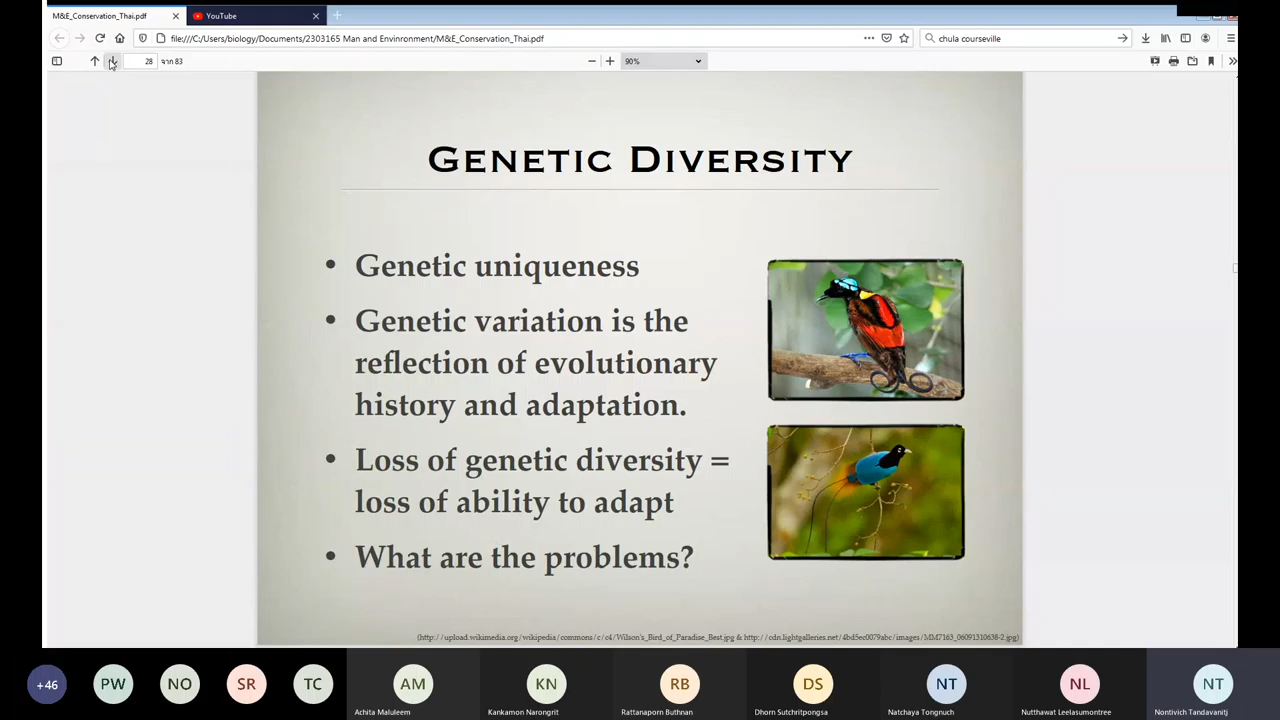 M&E_Conservation_Thai.pdf
YouTube
file:///C:/Users/biology/Documents/2303165 Man and Envinronment/M&E_Conservation_Thai.pdf
chula courseville
28 จาก 83
90%
GENETIC DIVERSITY
• Genetic uniqueness
• Genetic variation is the
reflection of evolutionary
history and adaptation.
• Loss of genetic diversity =
loss of ability to adapt
• What are the problems?
(http://upload.wikimedia.org/wikipedia/commons/c/c4/Wilson's_Bird_of_Paradise_Best.jpg & http://cdn.lightgalleries.net/4bd5ec0079abc/images/MM7163_06091310638-2.jpg)
+46
PW
NO
SR
TC
AM
KN
RB
DS
NT
NL
NT
Achita Maluleem
Kankamon Narongrit
Rattanaporn Buthnan
Dhorn Sutchritpongsa
Natchaya Tongnuch
Nutthawat Leelasumontree
Nontivich Tandavanitj